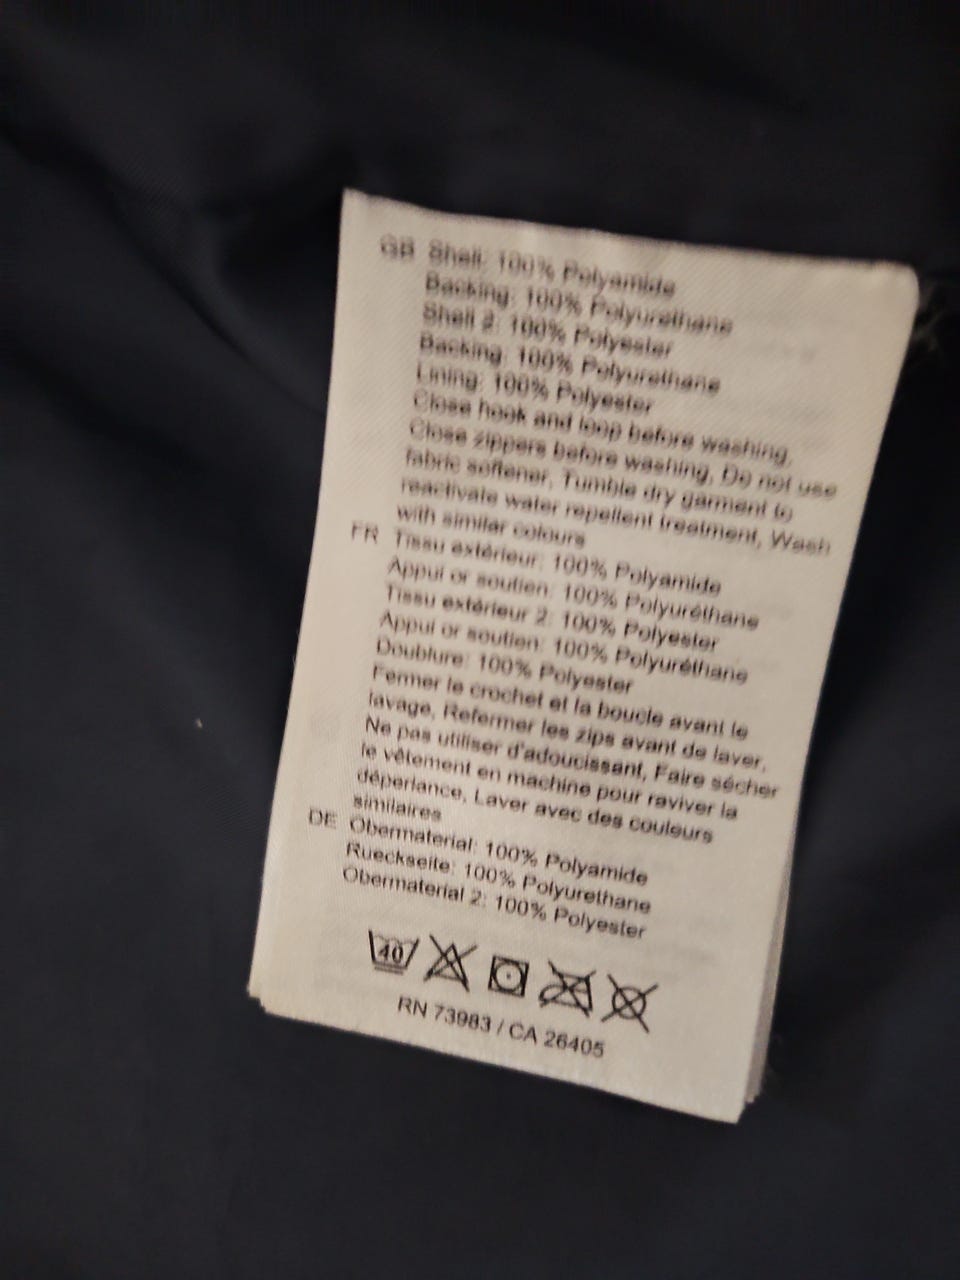 GB Shell: 100% Polyamide
Backing: 100% Polyurethane
Shell 2: 100% Polyester
Backing: 100% Polyurethane
Lining: 100% Polyester
Close hook and loop before washing,
Close zippers before washing, Do not use
fabric softener, Tumble dry garment to
reactivate water repellent treatment, Wash
with similar colours
FR Tissu extérieur: 100% Polyamide
Appui or soutien: 100% Polyuréthane
Tissu extérieur 2: 100% Polyester
Appui or soutien: 100% Polyuréthane
Doublure: 100% Polyester
Fermer le crochet et la boucle avant le
lavage, Refermer les zips avant de laver,
Ne pas utiliser d'adoucissant, Faire sécher
le vêtement en machine pour raviver la
déperlance, Laver avec des couleurs
similaires
DE Obermaterial: 100% Polyamide
Rueckseite: 100% Polyurethane
Obermaterial 2: 100% Polyester
40
RN 73983 / CA 26405